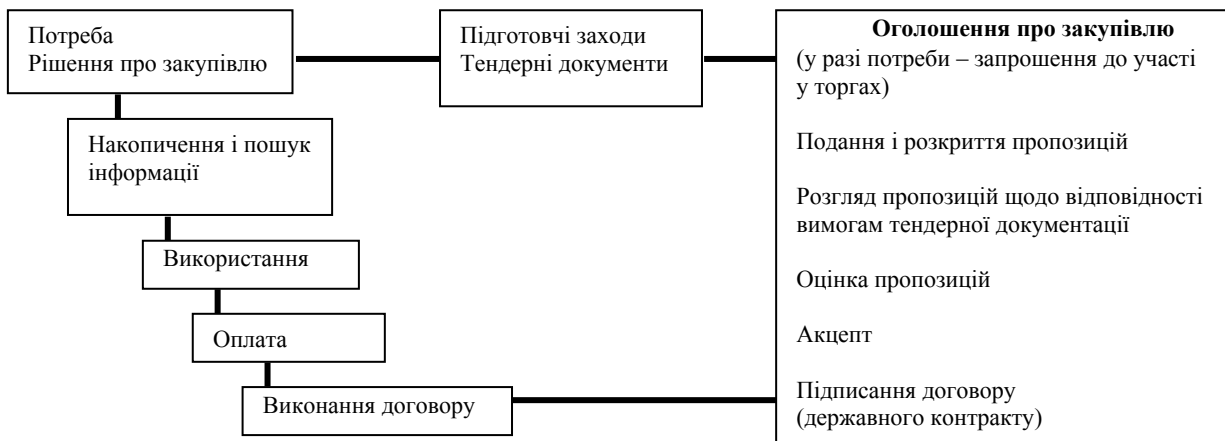 Потреба
Рішення про закупівлю
Підготовчі заходи
Тендерні документи
Оголошення про закупівлю
(у разі потреби – запрошення до участі
у торгах)
Подання і розкриття пропозицій
Розгляд пропозицій щодо відповідності
вимогам тендерної документації
Оцінка пропозицій
Акцепт
Підписання договору
(державного контракту)
Накопичення і пошук
інформації
Використання
Оплата
Виконання договору